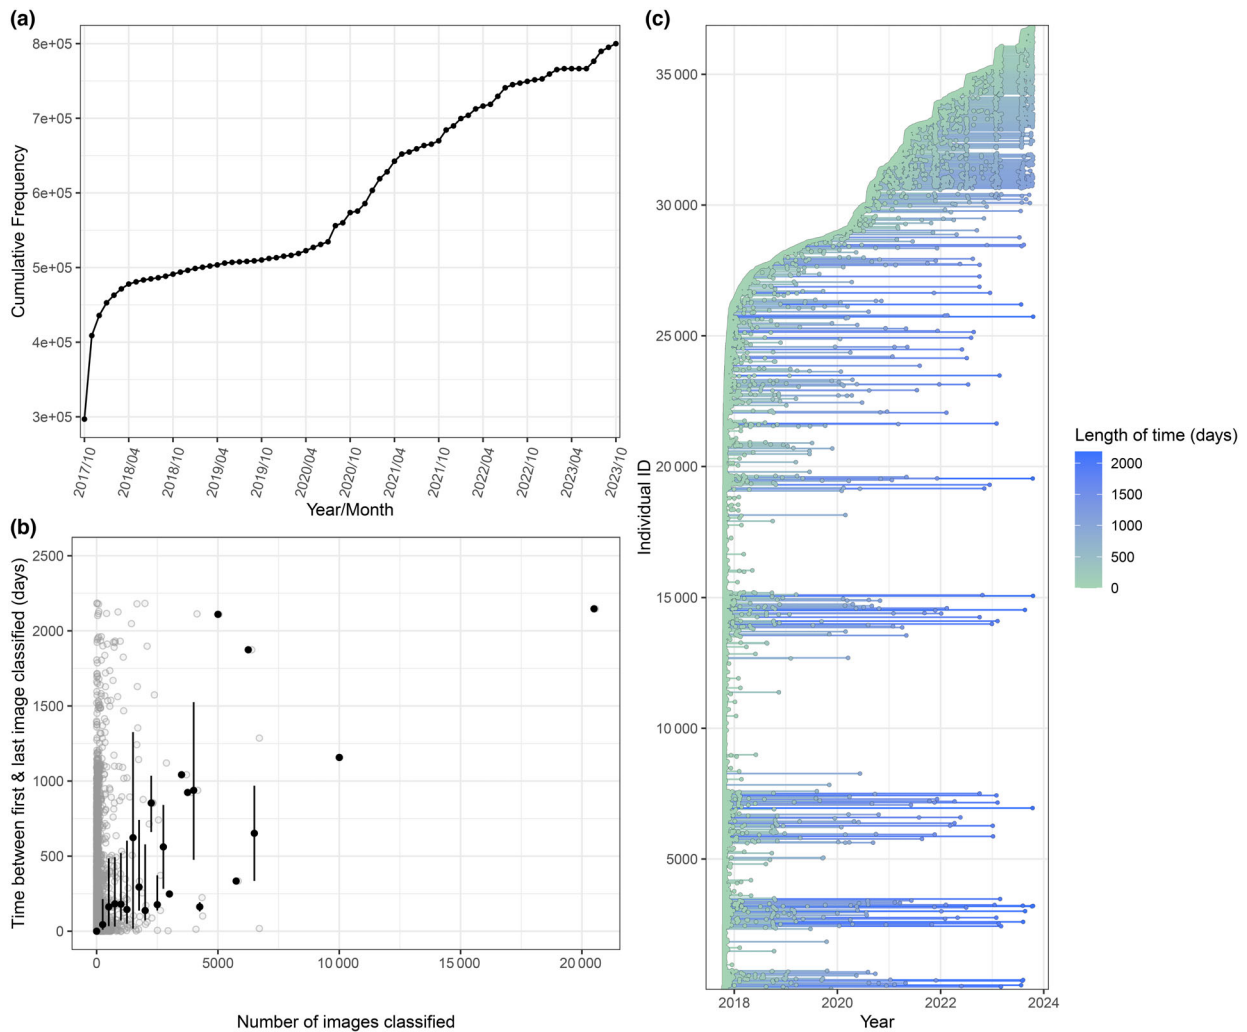 (a)
Cumulative Frequency
8e+05
7e+05
6e+05
5e+05
4e+05
3e+05
2017/10
2018/04
2018/10
2019/04
2019/10
2020/04
2020/10
2021/04
2021/10
2022/04
2022/10
2023/04
2023/10
Year/Month
(b)
Time between first & last image classified (days)
2500
2000
1500
1000
500
0
0
5000
10 000
15 000
20 000
Number of images classified
(c)
Individual ID
35 000
30 000
25 000
20 000
15 000
10 000
5000
2018
2020
2022
2024
Year
Length of time (days)
2000
1500
1000
500
0